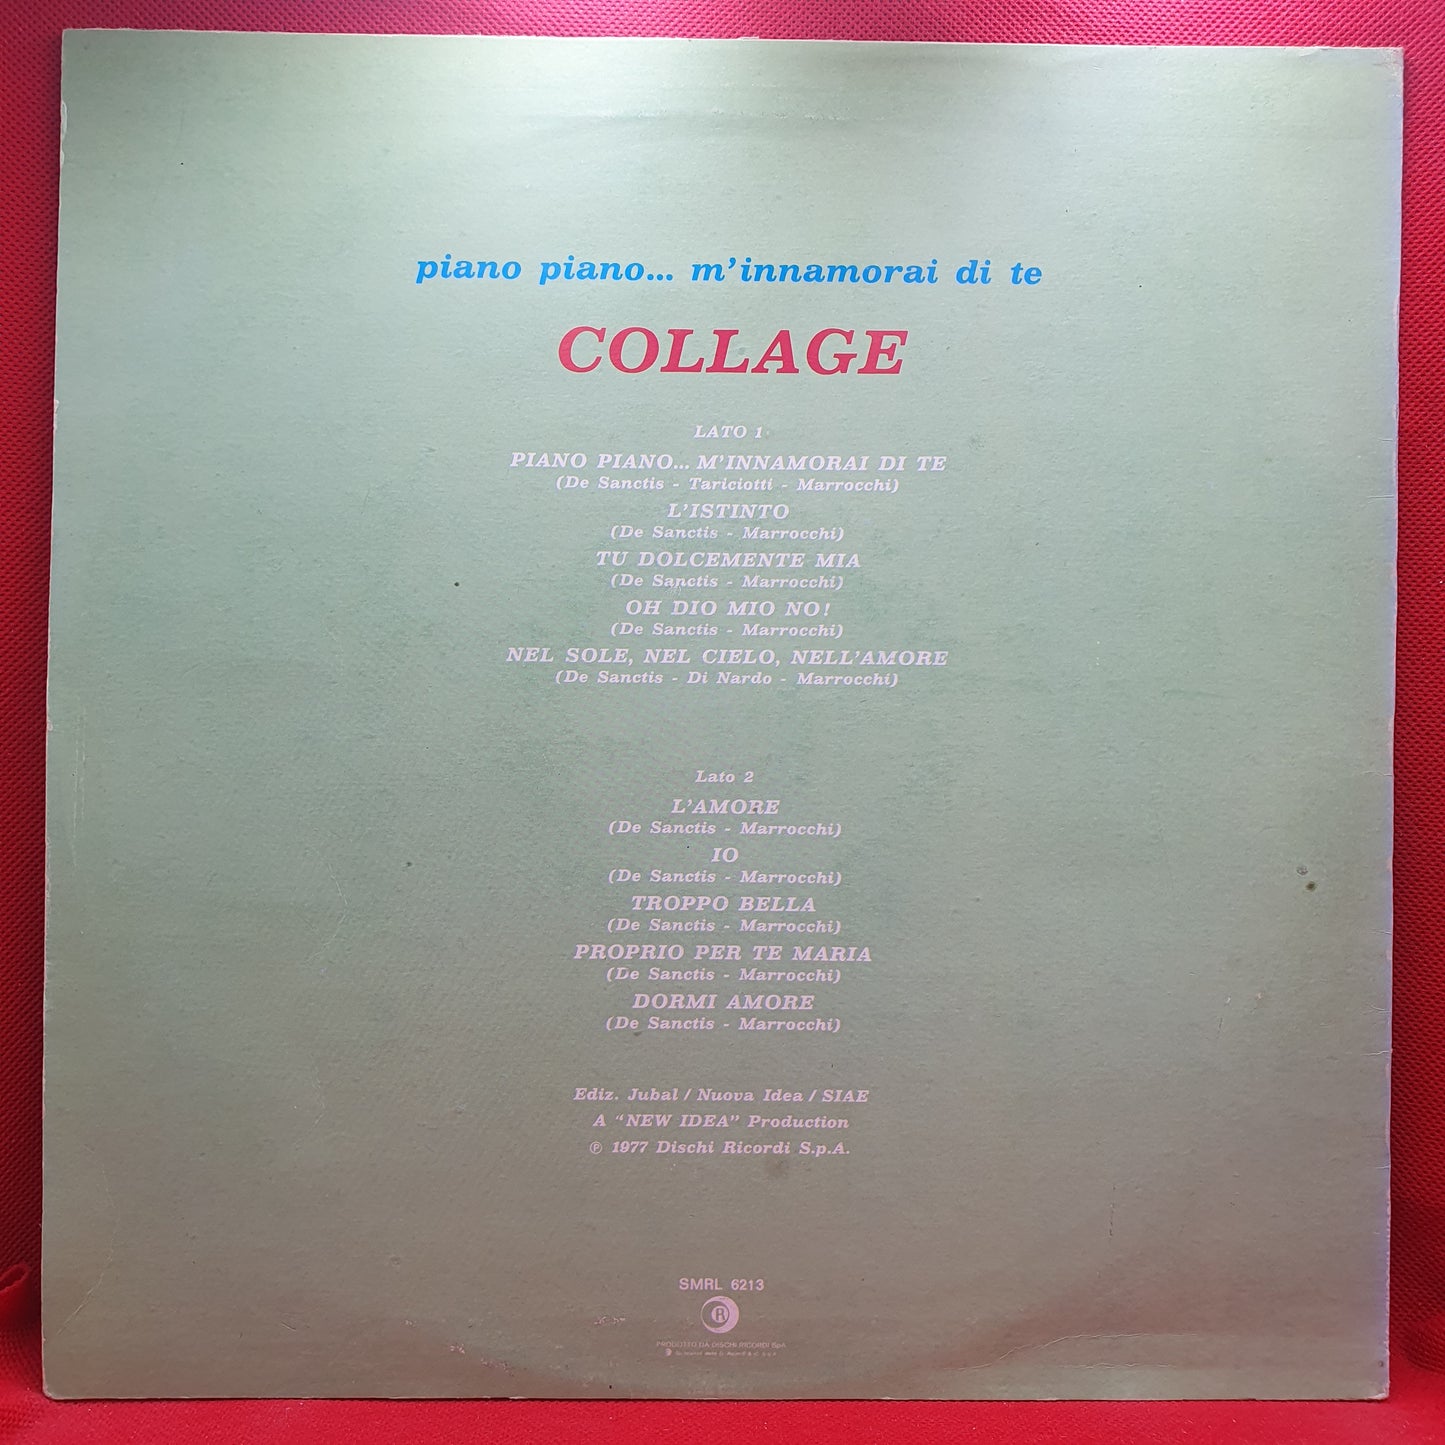 piano piano... m'innamorai di te
COLLAGE
LATO 1
PIANO PIANO... M'INNAMORAI DI TE
(De Sanctis - Tariciotti - Marrocchi)
L'ISTINTO
(De Sanctis - Marrocchi)
TU DOLCEMENTE MIA
(De Sanctis - Marrocchi)
OH DIO MIO NO!
(De Sanctis - Marrocchi)
NEL SOLE, NEL CIELO, NELL'AMORE
(De Sanctis - Di Nardo - Marrocchi)
Lato 2
L'AMORE
(De Sanctis - Marrocchi)
IO
(De Sanctis - Marrocchi)
TROPPO BELLA
(De Sanctis - Marrocchi)
PROPRIO PER TE MARIA
(De Sanctis - Marrocchi)
DORMI AMORE
(De Sanctis - Marrocchi)
Ediz. Jubal / Nuova Idea / SIAE
A "NEW IDEA" Production
℗ 1977 Dischi Ricordi S.p.A.
SMRL 6213
R
PRODOTTO DA DISCHI RICORDI SpA